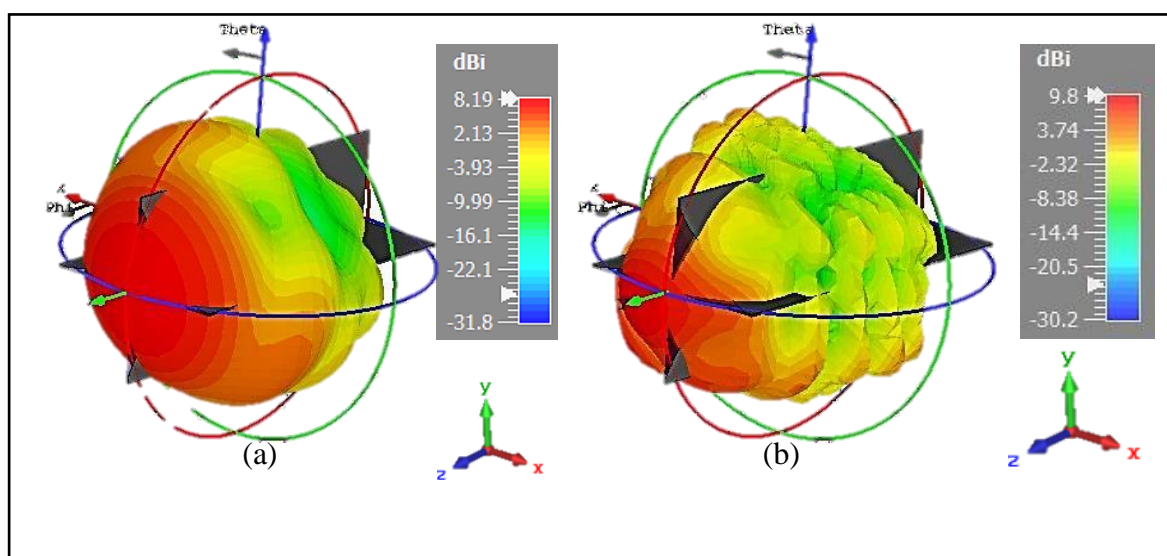 Theta
x
Phi
dBi
8.19
2.13
-3.93
-9.99
-16.1
-22.1
-31.8
y
z
x
(a)
Theta
x
Phi
dBi
9.8
3.74
-2.32
-8.38
-14.4
-20.5
-30.2
y
z
x
(b)